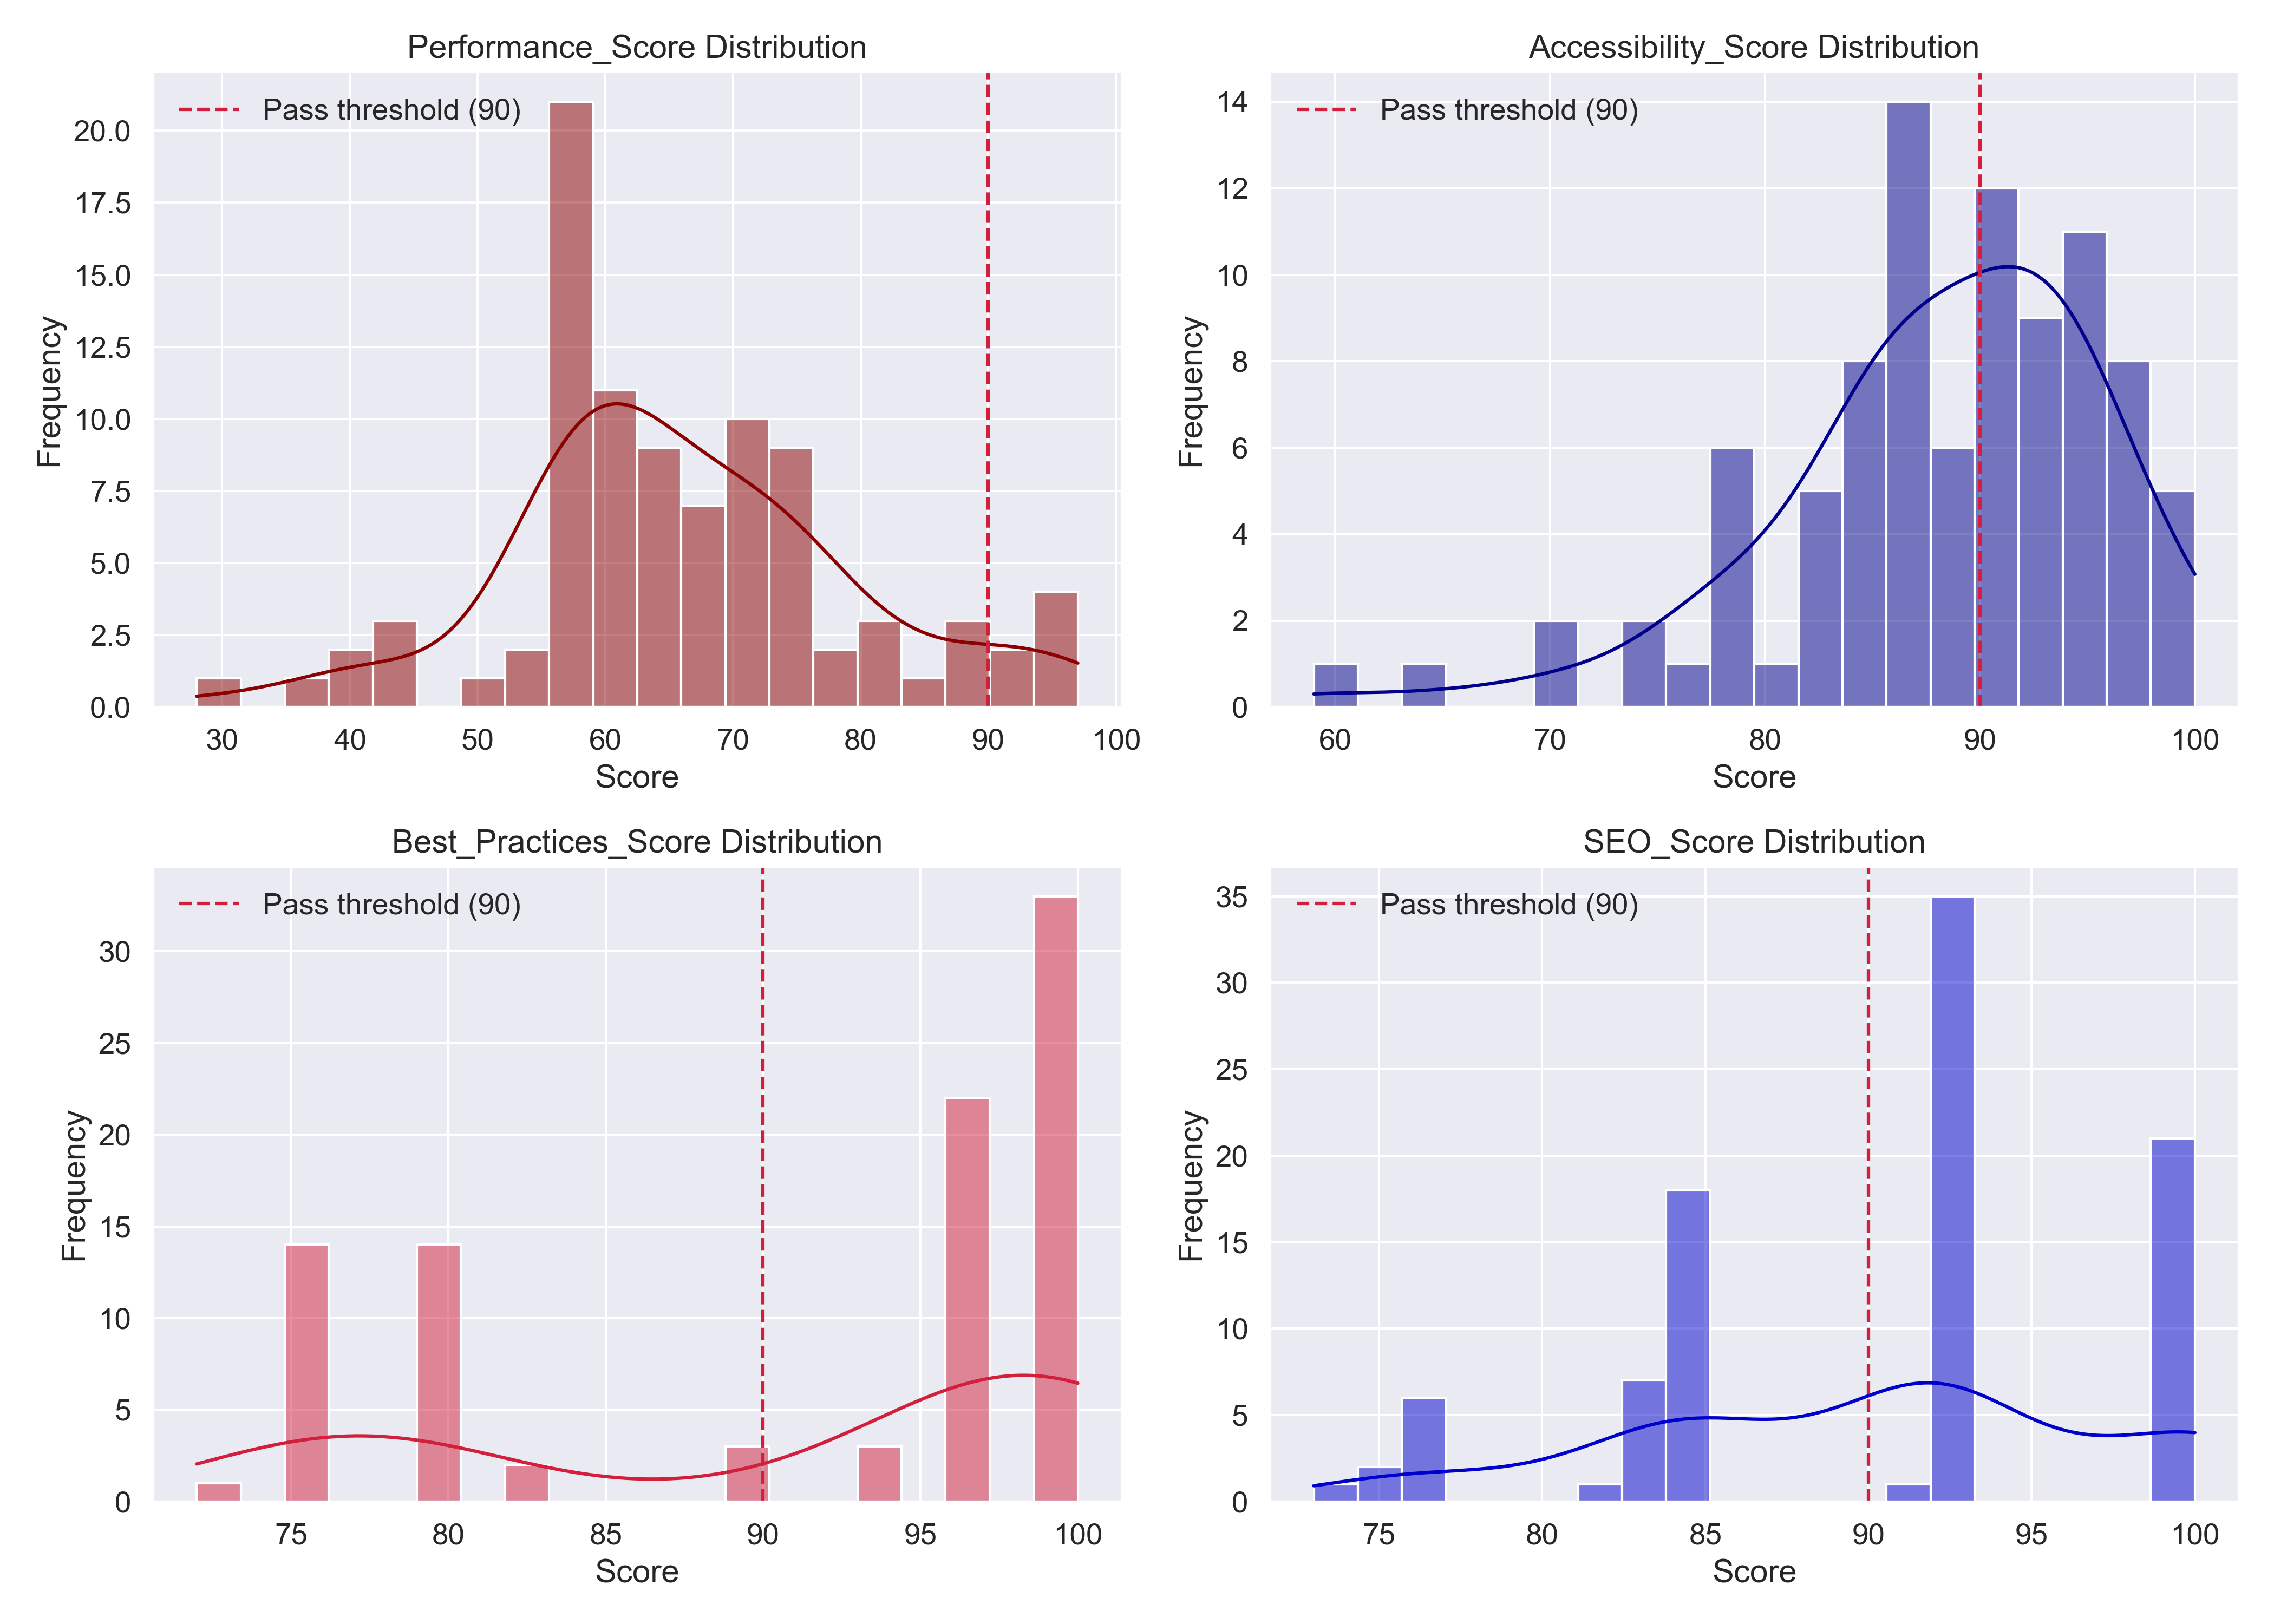 Performance_Score Distribution
Pass threshold (90)
Frequency
20.0
17.5
15.0
12.5
10.0
7.5
5.0
2.5
0.0
30 40 50 60 70 80 90 100
Score
Accessibility_Score Distribution
Pass threshold (90)
Frequency
14
12
10
8
6
4
2
0
60 70 80 90 100
Score
Best_Practices_Score Distribution
Pass threshold (90)
Frequency
30
25
20
15
10
5
0
75 80 85 90 95 100
Score
SEO_Score Distribution
Pass threshold (90)
Frequency
35
30
25
20
15
10
5
0
75 80 85 90 95 100
Score